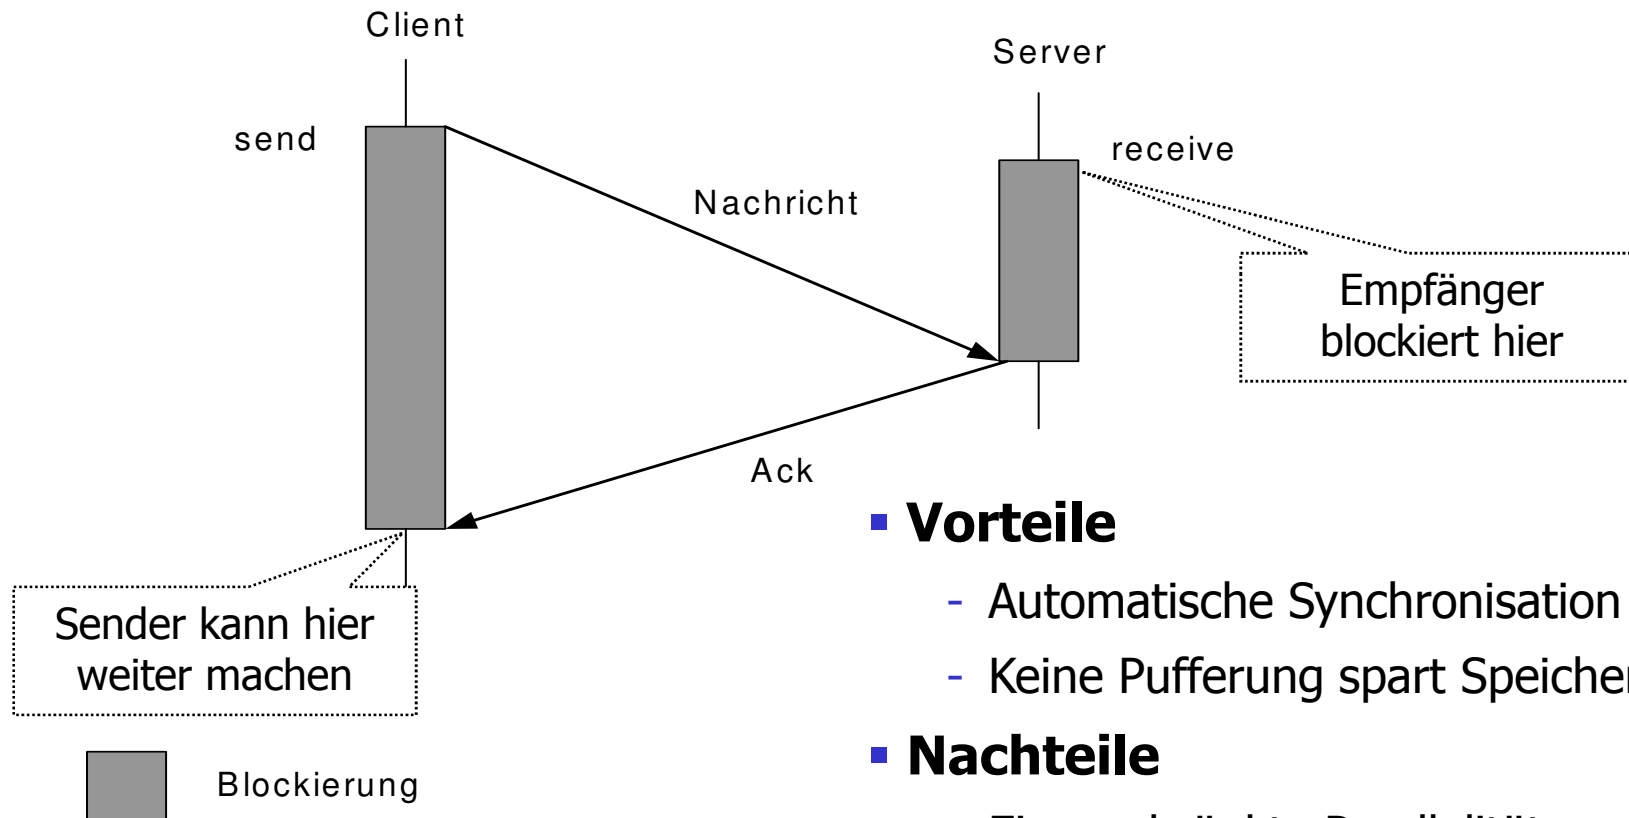 Client
Server
send
receive
Nachricht
Empfänger
blockiert hier
Ack
▪ Vorteile
- Automatische Synchronisation
- Keine Pufferung spart Speicher
Sender kann hier
weiter machen
▪ Nachteile
Blockierung